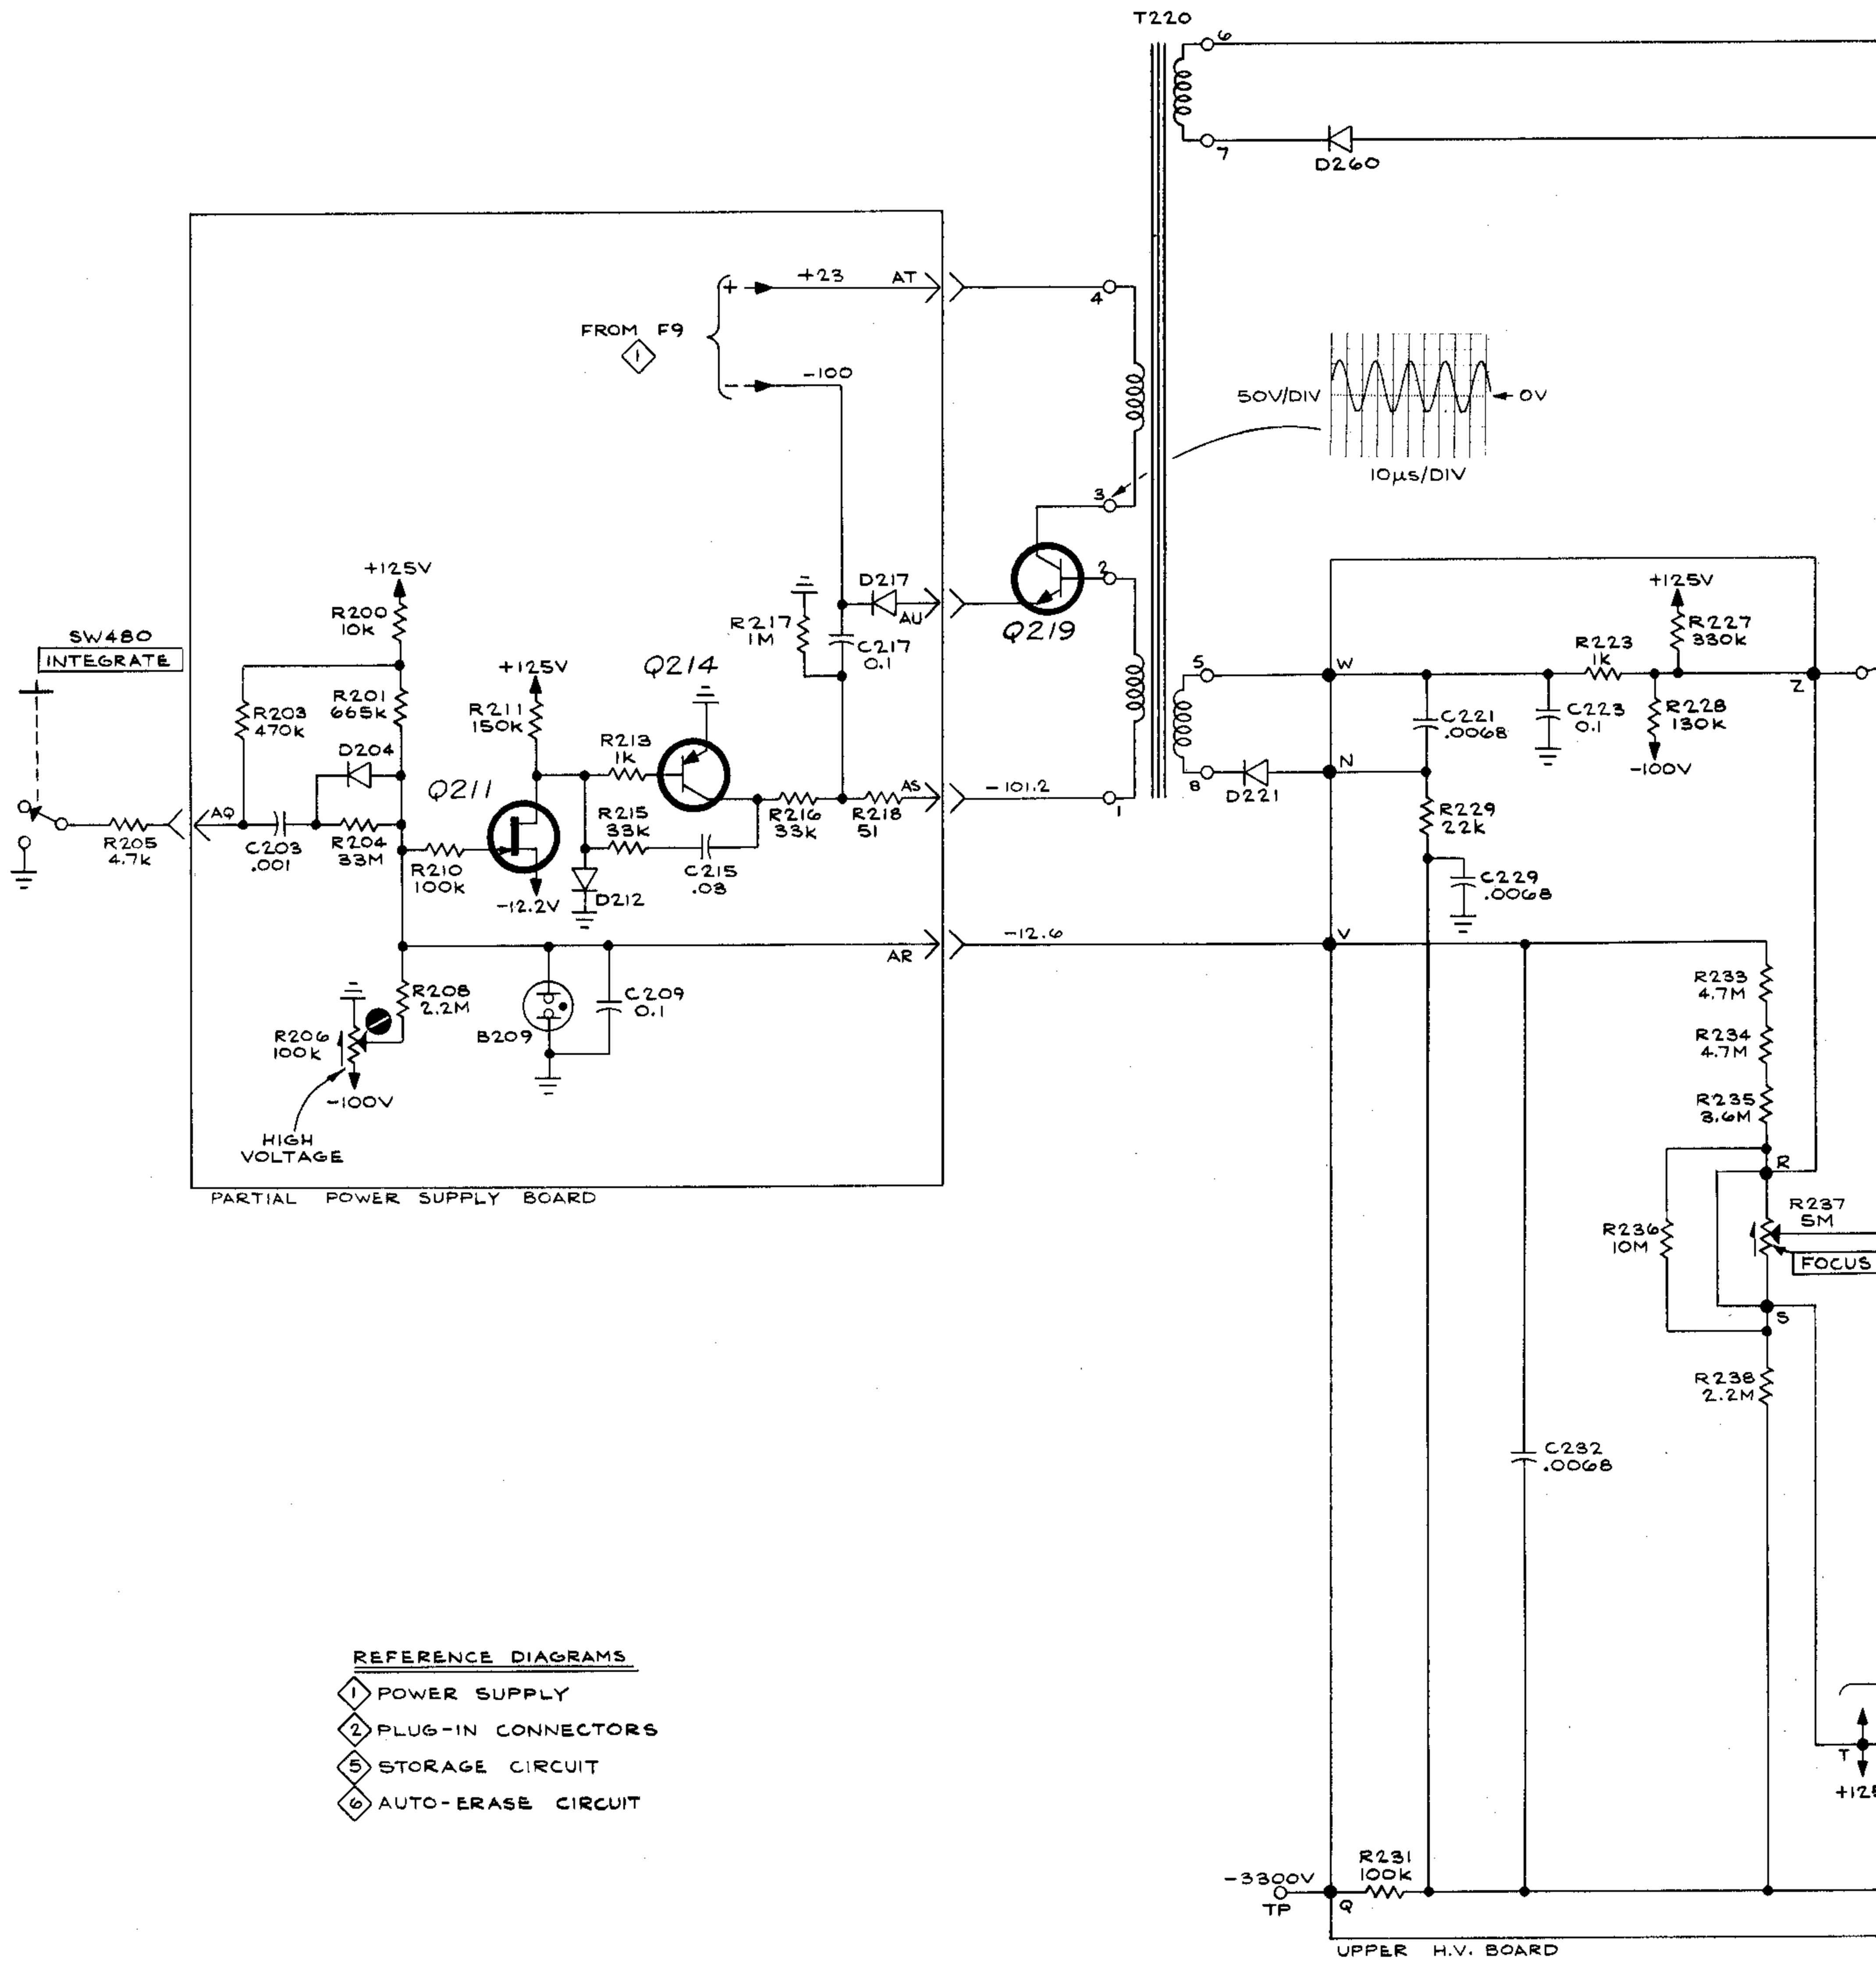 T220
6
7
D260
+23
AT
4
FROM F9
1
+
-
-100
50V/DIV
0V
10µs/DIV
3
+125V
R200
10K
SW480
INTEGRATE
R203
470K
R201
665K
D204
+125V
R211
150K
Q211
Q214
R213
1K
R217
1M
D217
AU
C217
0.1
Q219
2
5
W
+125V
R227
330K
R223
1K
Z
C221
.0068
C223
0.1
R228
130K
-100V
N
8
D221
AQ
R205
4.7K
C203
.001
R204
33M
R210
100K
-12.2V
D212
R215
33K
C215
.03
R216
33K
R218
51
AS
-101.2
1
R229
22K
C229
.0068
AR
-12.6
V
R208
2.2M
R206
100K
-100V
HIGH
VOLTAGE
B209
C209
0.1
PARTIAL POWER SUPPLY BOARD
R233
4.7M
R234
4.7M
R235
3.6M
R
R236
10M
R237
5M
FOCUS
S
R238
2.2M
C232
.0068
REFERENCE DIAGRAMS
1 POWER SUPPLY
2 PLUG-IN CONNECTORS
5 STORAGE CIRCUIT
6 AUTO-ERASE CIRCUIT
T
-3300V
TP
Q
R231
100K
UPPER H.V. BOARD